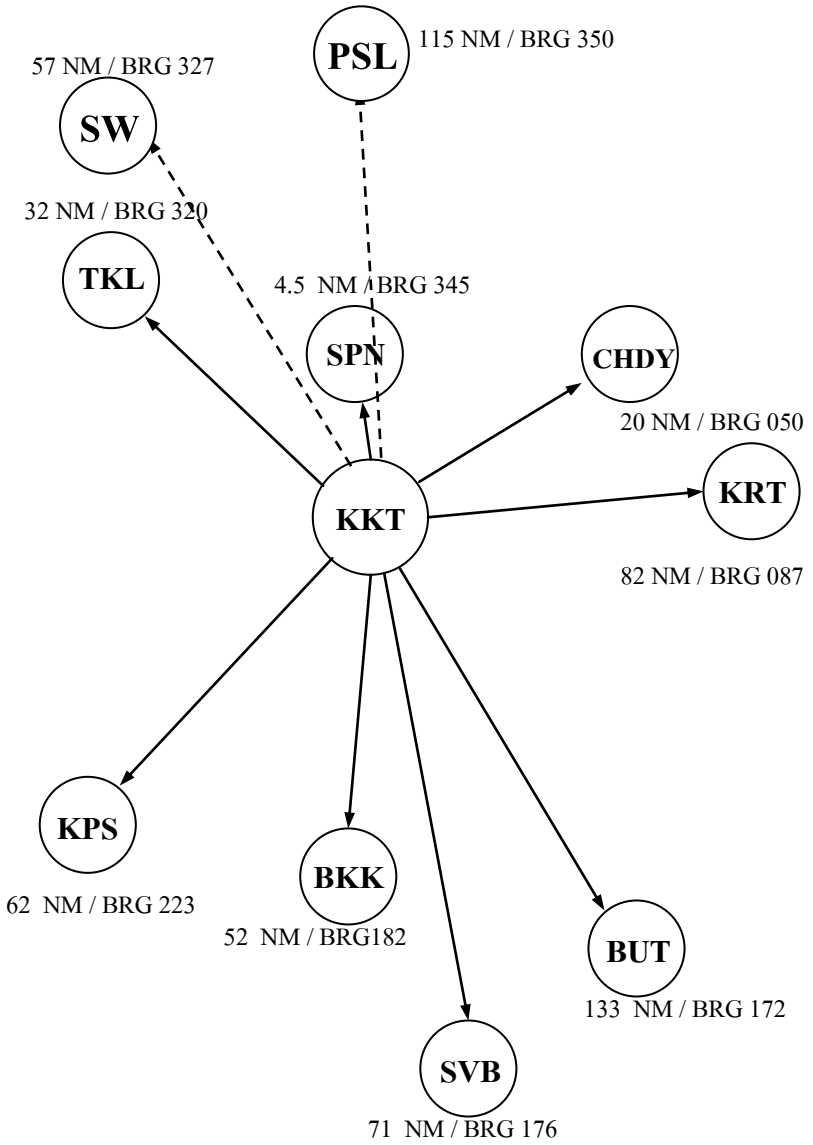 115 NM / BRG 350
PSL
57 NM / BRG 327
SW
32 NM / BRG 320
TKL
4.5 NM / BRG 345
SPN
CHDY
20 NM / BRG 050
KRT
KKT
82 NM / BRG 087
KPS
62 NM / BRG 223
BKK
52 NM / BRG182
BUT
133 NM / BRG 172
SVB
71 NM / BRG 176